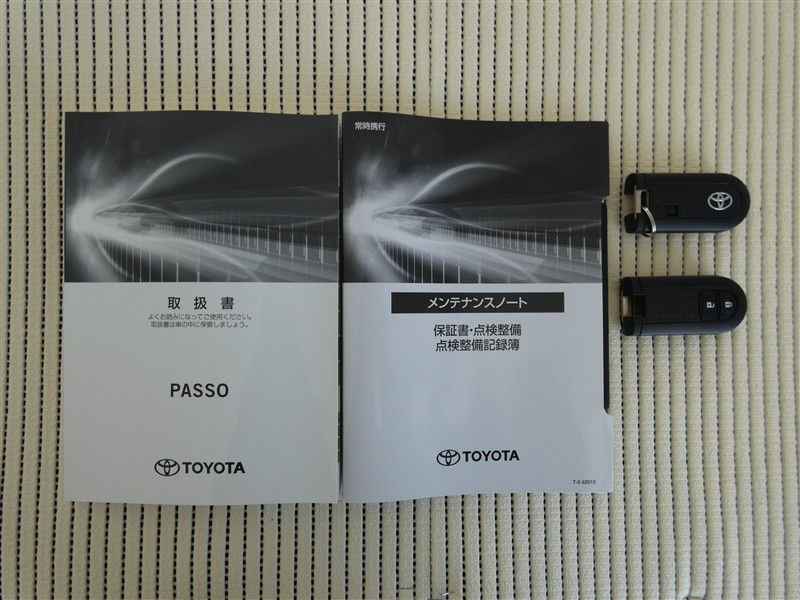 取扱書
よくお読みになってご使用ください。
取扱書は車の中に保管しましょう。
PASSO
TOYOTA
常時携行
メンテナンスノート
保証書・点検整備
点検整備記録簿
TOYOTA
T-0 62010